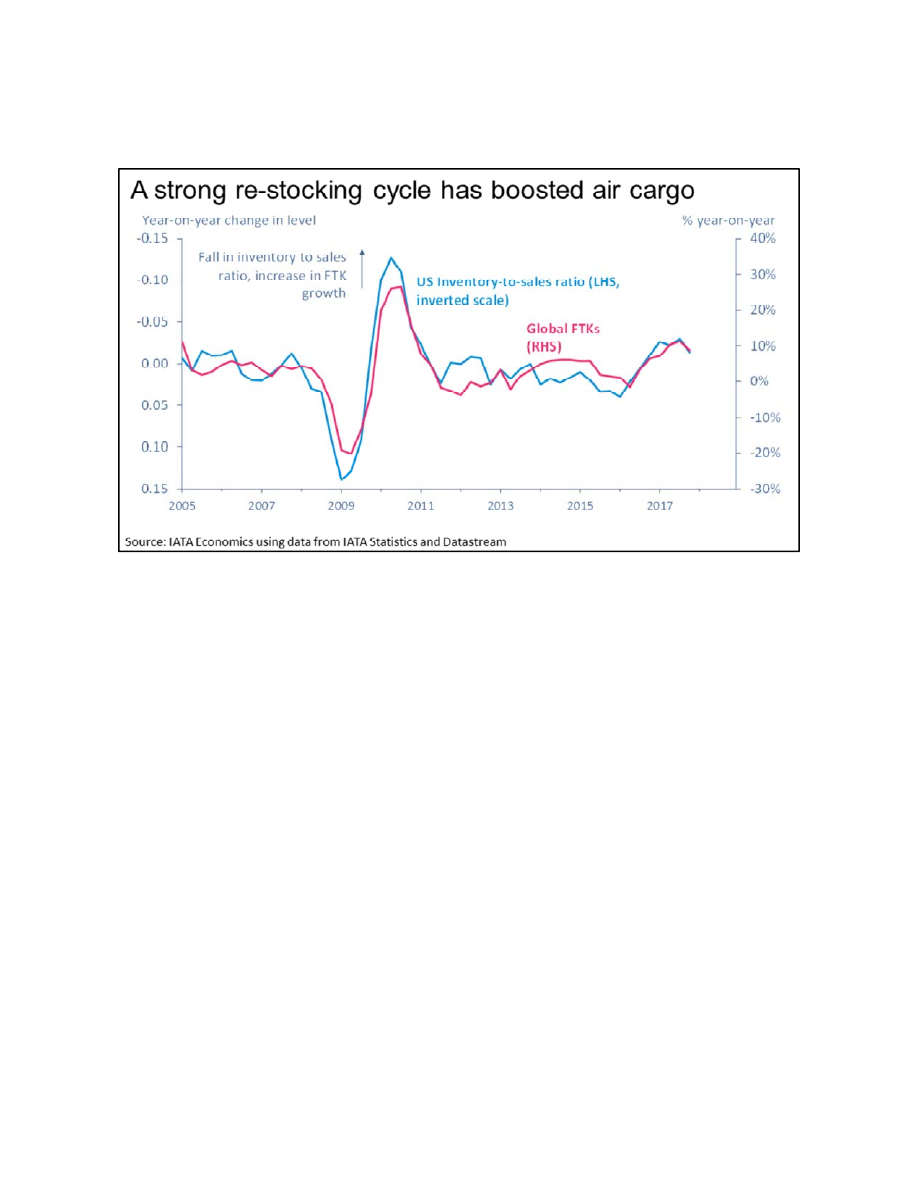 A strong re-stocking cycle has boosted air cargo
Year-on-year change in level
% year-on-year
-0.15
-0.10
-0.05
0.00
0.05
0.10
0.15
Fall in inventory to sales
ratio, increase in FTK
growth
US Inventory-to-sales ratio (LHS,
inverted scale)
Global FTKs
(RHS)
40%
30%
20%
10%
0%
-10%
-20%
-30%
2005 2007 2009 2011 2013 2015 2017
Source: IATA Economics using data from IATA Statistics and Datastream